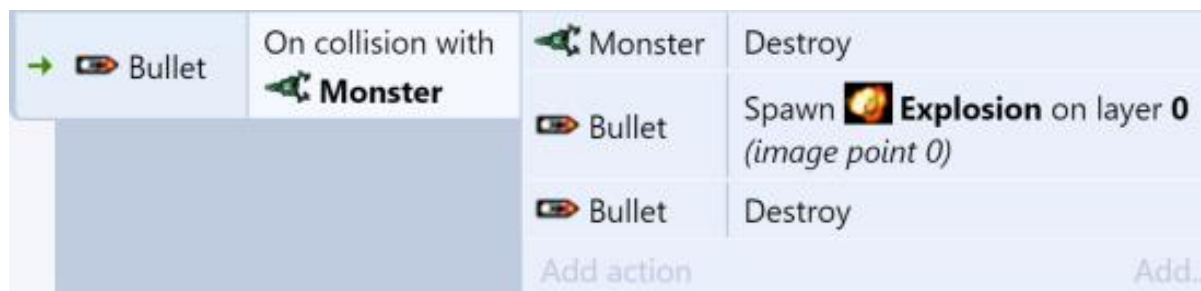 Bullet
On collision with
Monster
Monster
Destroy
Bullet
Spawn Explosion on layer 0
(image point 0)
Bullet
Destroy
Add action
Add..